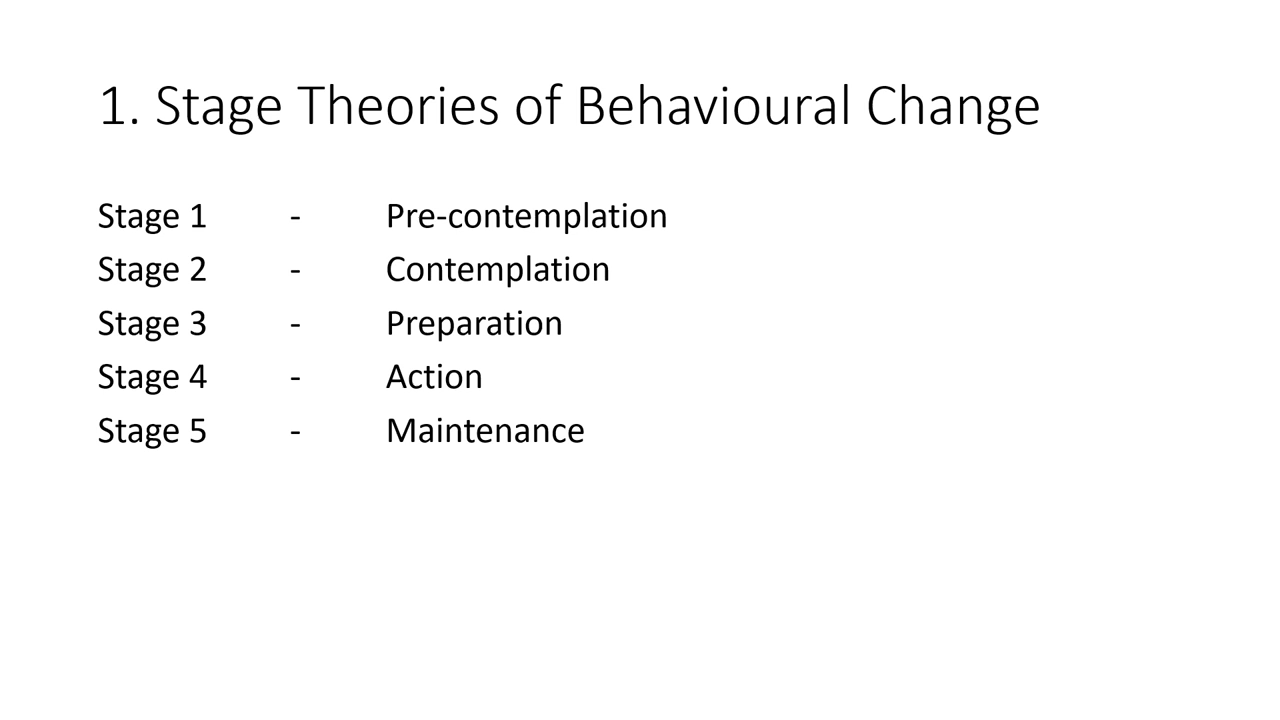 1. Stage Theories of Behavioural Change
Stage 1 - Pre-contemplation
Stage 2 - Contemplation
Stage 3 - Preparation
Stage 4 - Action
Stage 5 - Maintenance